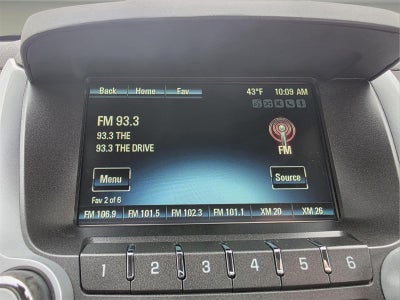 Back Home Fav 43°F 10:09 AM
FM 93.3
93.3 THE
93.3 THE DRIVE
FM
Menu Source
Fav 2 of 6
FM 106.9 FM 101.5 FM 102.3 FM 101.1 XM 20 XM 26
1 2 3 4 5 6